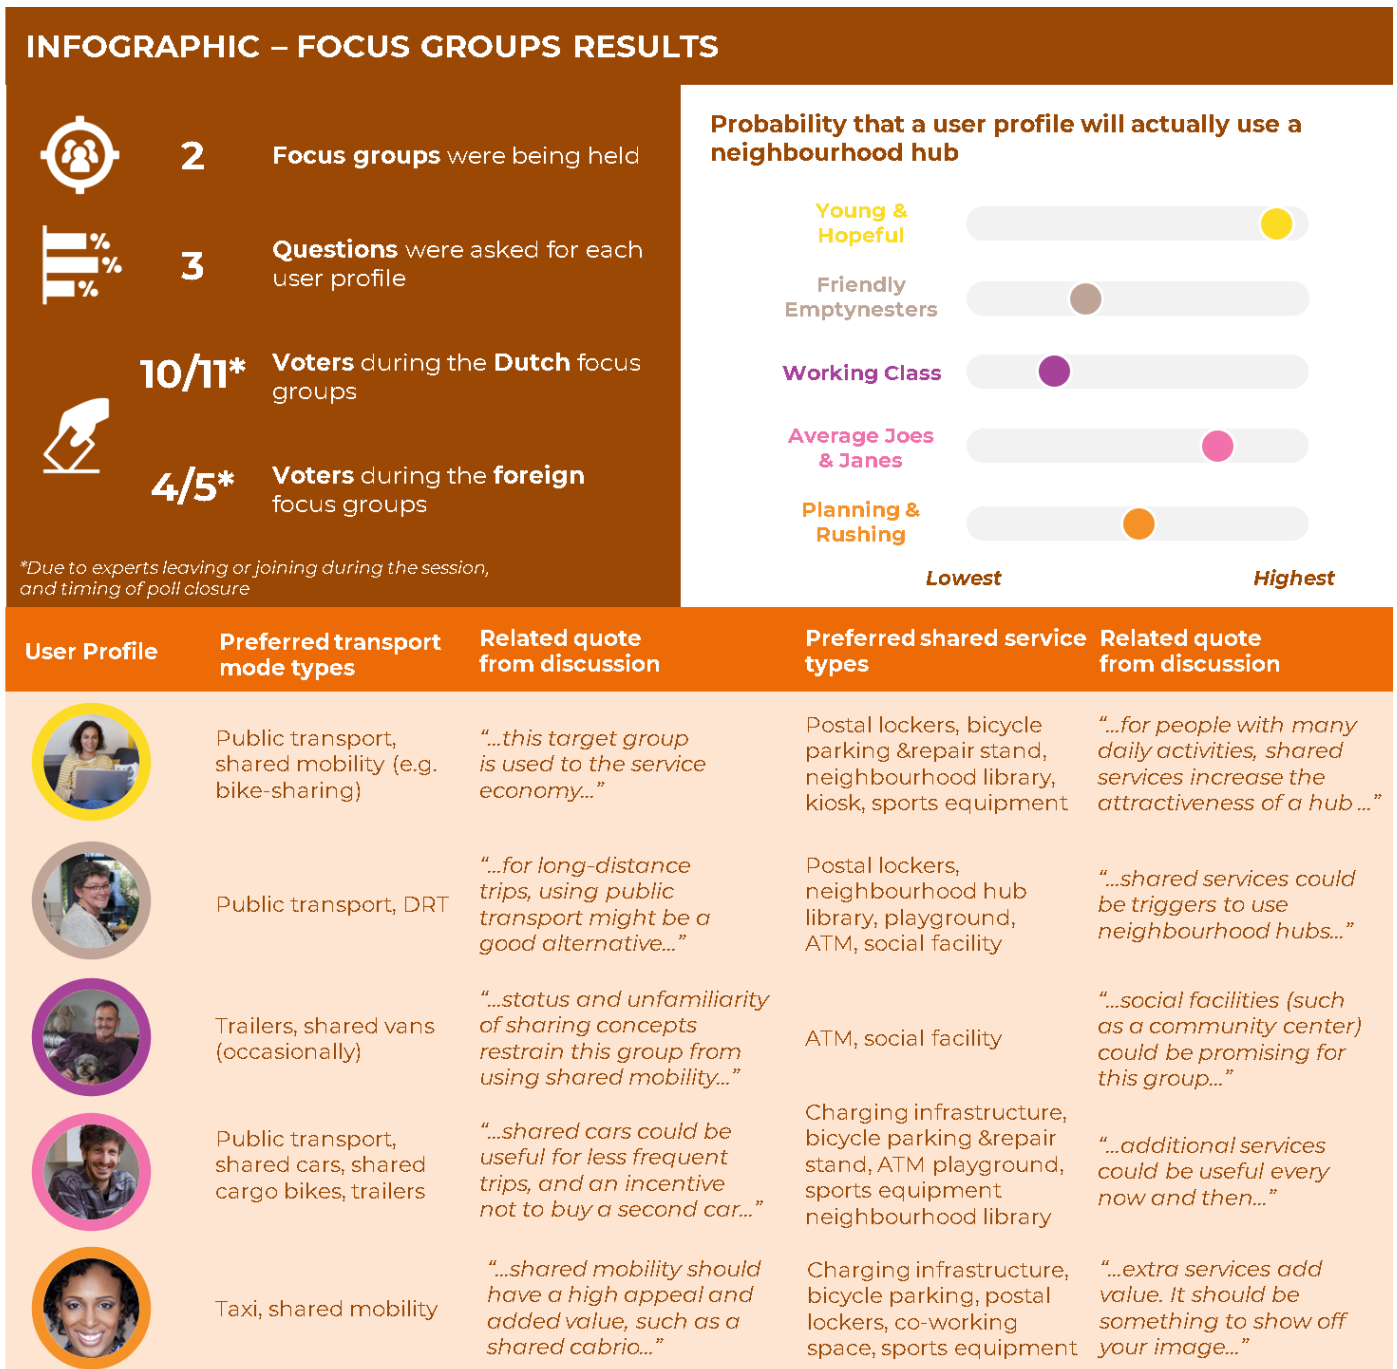 INFOGRAPHIC – FOCUS GROUPS RESULTS
2
Focus groups were being held
%
%
%
3
Questions were asked for each
user profile
10/11*
Voters during the Dutch focus
groups
4/5*
Voters during the foreign
focus groups
*Due to experts leaving or joining during the session,
and timing of poll closure
Probability that a user profile will actually use a
neighbourhood hub
Young &
Hopeful
Friendly
Emptynesters
Working Class
Average Joes
& Janes
Planning &
Rushing
Lowest
Highest
User Profile
Preferred transport
mode types
Related quote
from discussion
Preferred shared service
types
Related quote
from discussion
Public transport,
shared mobility (e.g.
bike-sharing)
“...this target group
is used to the service
economy...”
Postal lockers, bicycle
parking &repair stand,
neighbourhood library,
kiosk, sports equipment
“...for people with many
daily activities, shared
services increase the
attractiveness of a hub ...”
Public transport, DRT
“...for long-distance
trips, using public
transport might be a
good alternative...”
Postal lockers,
neighbourhood hub
library, playground,
ATM, social facility
“...shared services could
be triggers to use
neighbourhood hubs...”
Trailers, shared vans
(occasionally)
“...status and unfamiliarity
of sharing concepts
restrain this group from
using shared mobility...”
ATM, social facility
“...social facilities (such
as a community center)
could be promising for
this group...”
Public transport,
shared cars, shared
cargo bikes, trailers
“...shared cars could be
useful for less frequent
trips, and an incentive
not to buy a second car...”
Charging infrastructure,
bicycle parking &repair
stand, ATM playground,
sports equipment
neighbourhood library
“...additional services
could be useful every
now and then...”
Taxi, shared mobility
“...shared mobility should
have a high appeal and
added value, such as a
shared cabrio...”
Charging infrastructure,
bicycle parking, postal
lockers, co-working
space, sports equipment
“...extra services add
value. It should be
something to show off
your image...”